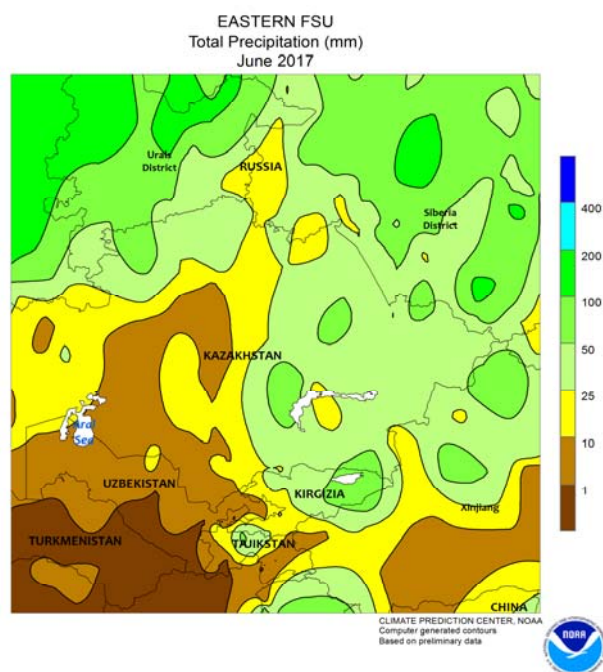 EASTERN FSU
Total Precipitation (mm)
June 2017
Urals
District
RUSSIA
Siberia
District
KAZAKHSTAN
Aral
Sea
UZBEKISTAN
KIRGIZIA
Xinjiang
TURKMENISTAN
TAJIKSTAN
CHINA
400
200
100
50
25
10
1
CLIMATE PREDICTION CENTER, NOAA
Computer generated contours
Based on preliminary data
NOAA